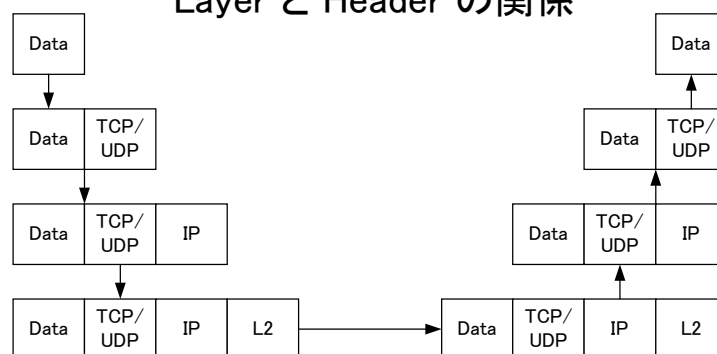 Layer と Header の関係
Data
Data
Data
TCP/
UDP
Data
TCP/
UDP
Data
TCP/
UDP
IP
Data
TCP/
UDP
IP
Data
TCP/
UDP
IP
L2
Data
TCP/
UDP
IP
L2